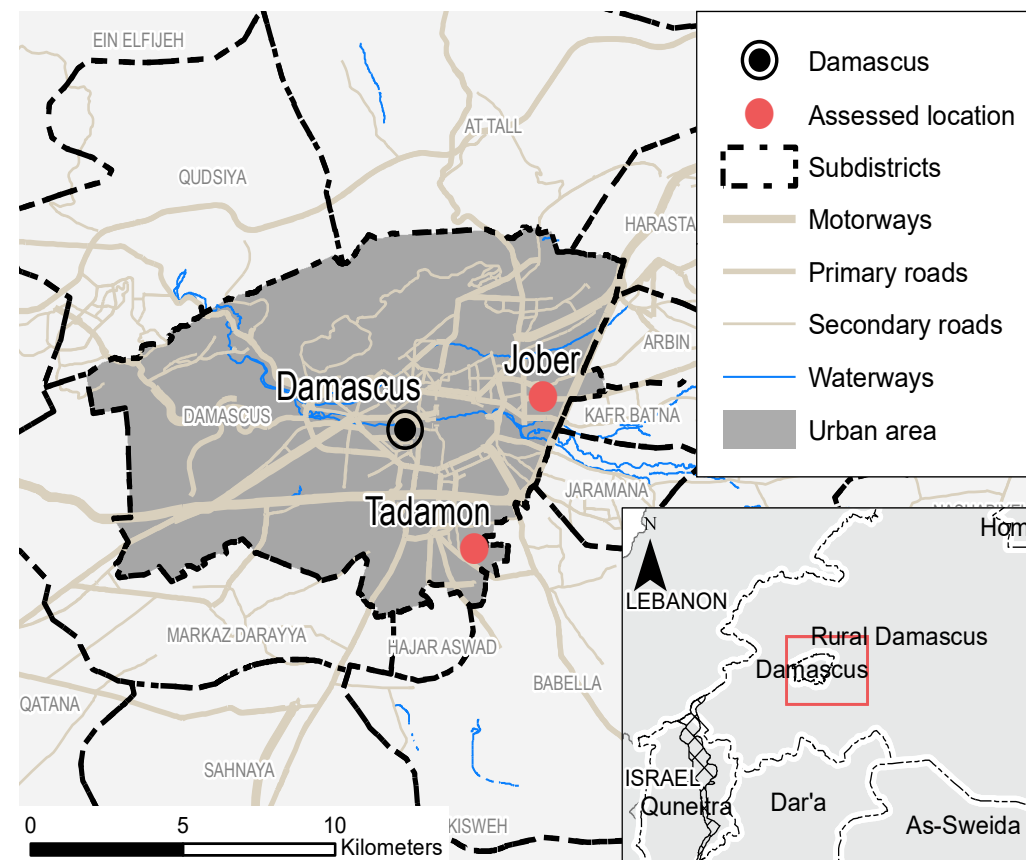 EIN ELFIJEH
AT TALL
QUDSIYA
HARASTA
ARBIN
Jober
Damascus
DAMASCUS
KAFR BATNA
JARAMANA
Tadamon
MARKAZ DARAYYA
HAJAR ASWAD
BABELLA
QATANA
SAHNAYA
KISWEH
0 5 10
Kilometers
Damascus
Assessed location
Subdistricts
Motorways
Primary roads
Secondary roads
Waterways
Urban area
N
Hom
LEBANON
Rural Damascus
Damascus
ISRAEL
Quneitra
Dar'a
As-Sweida